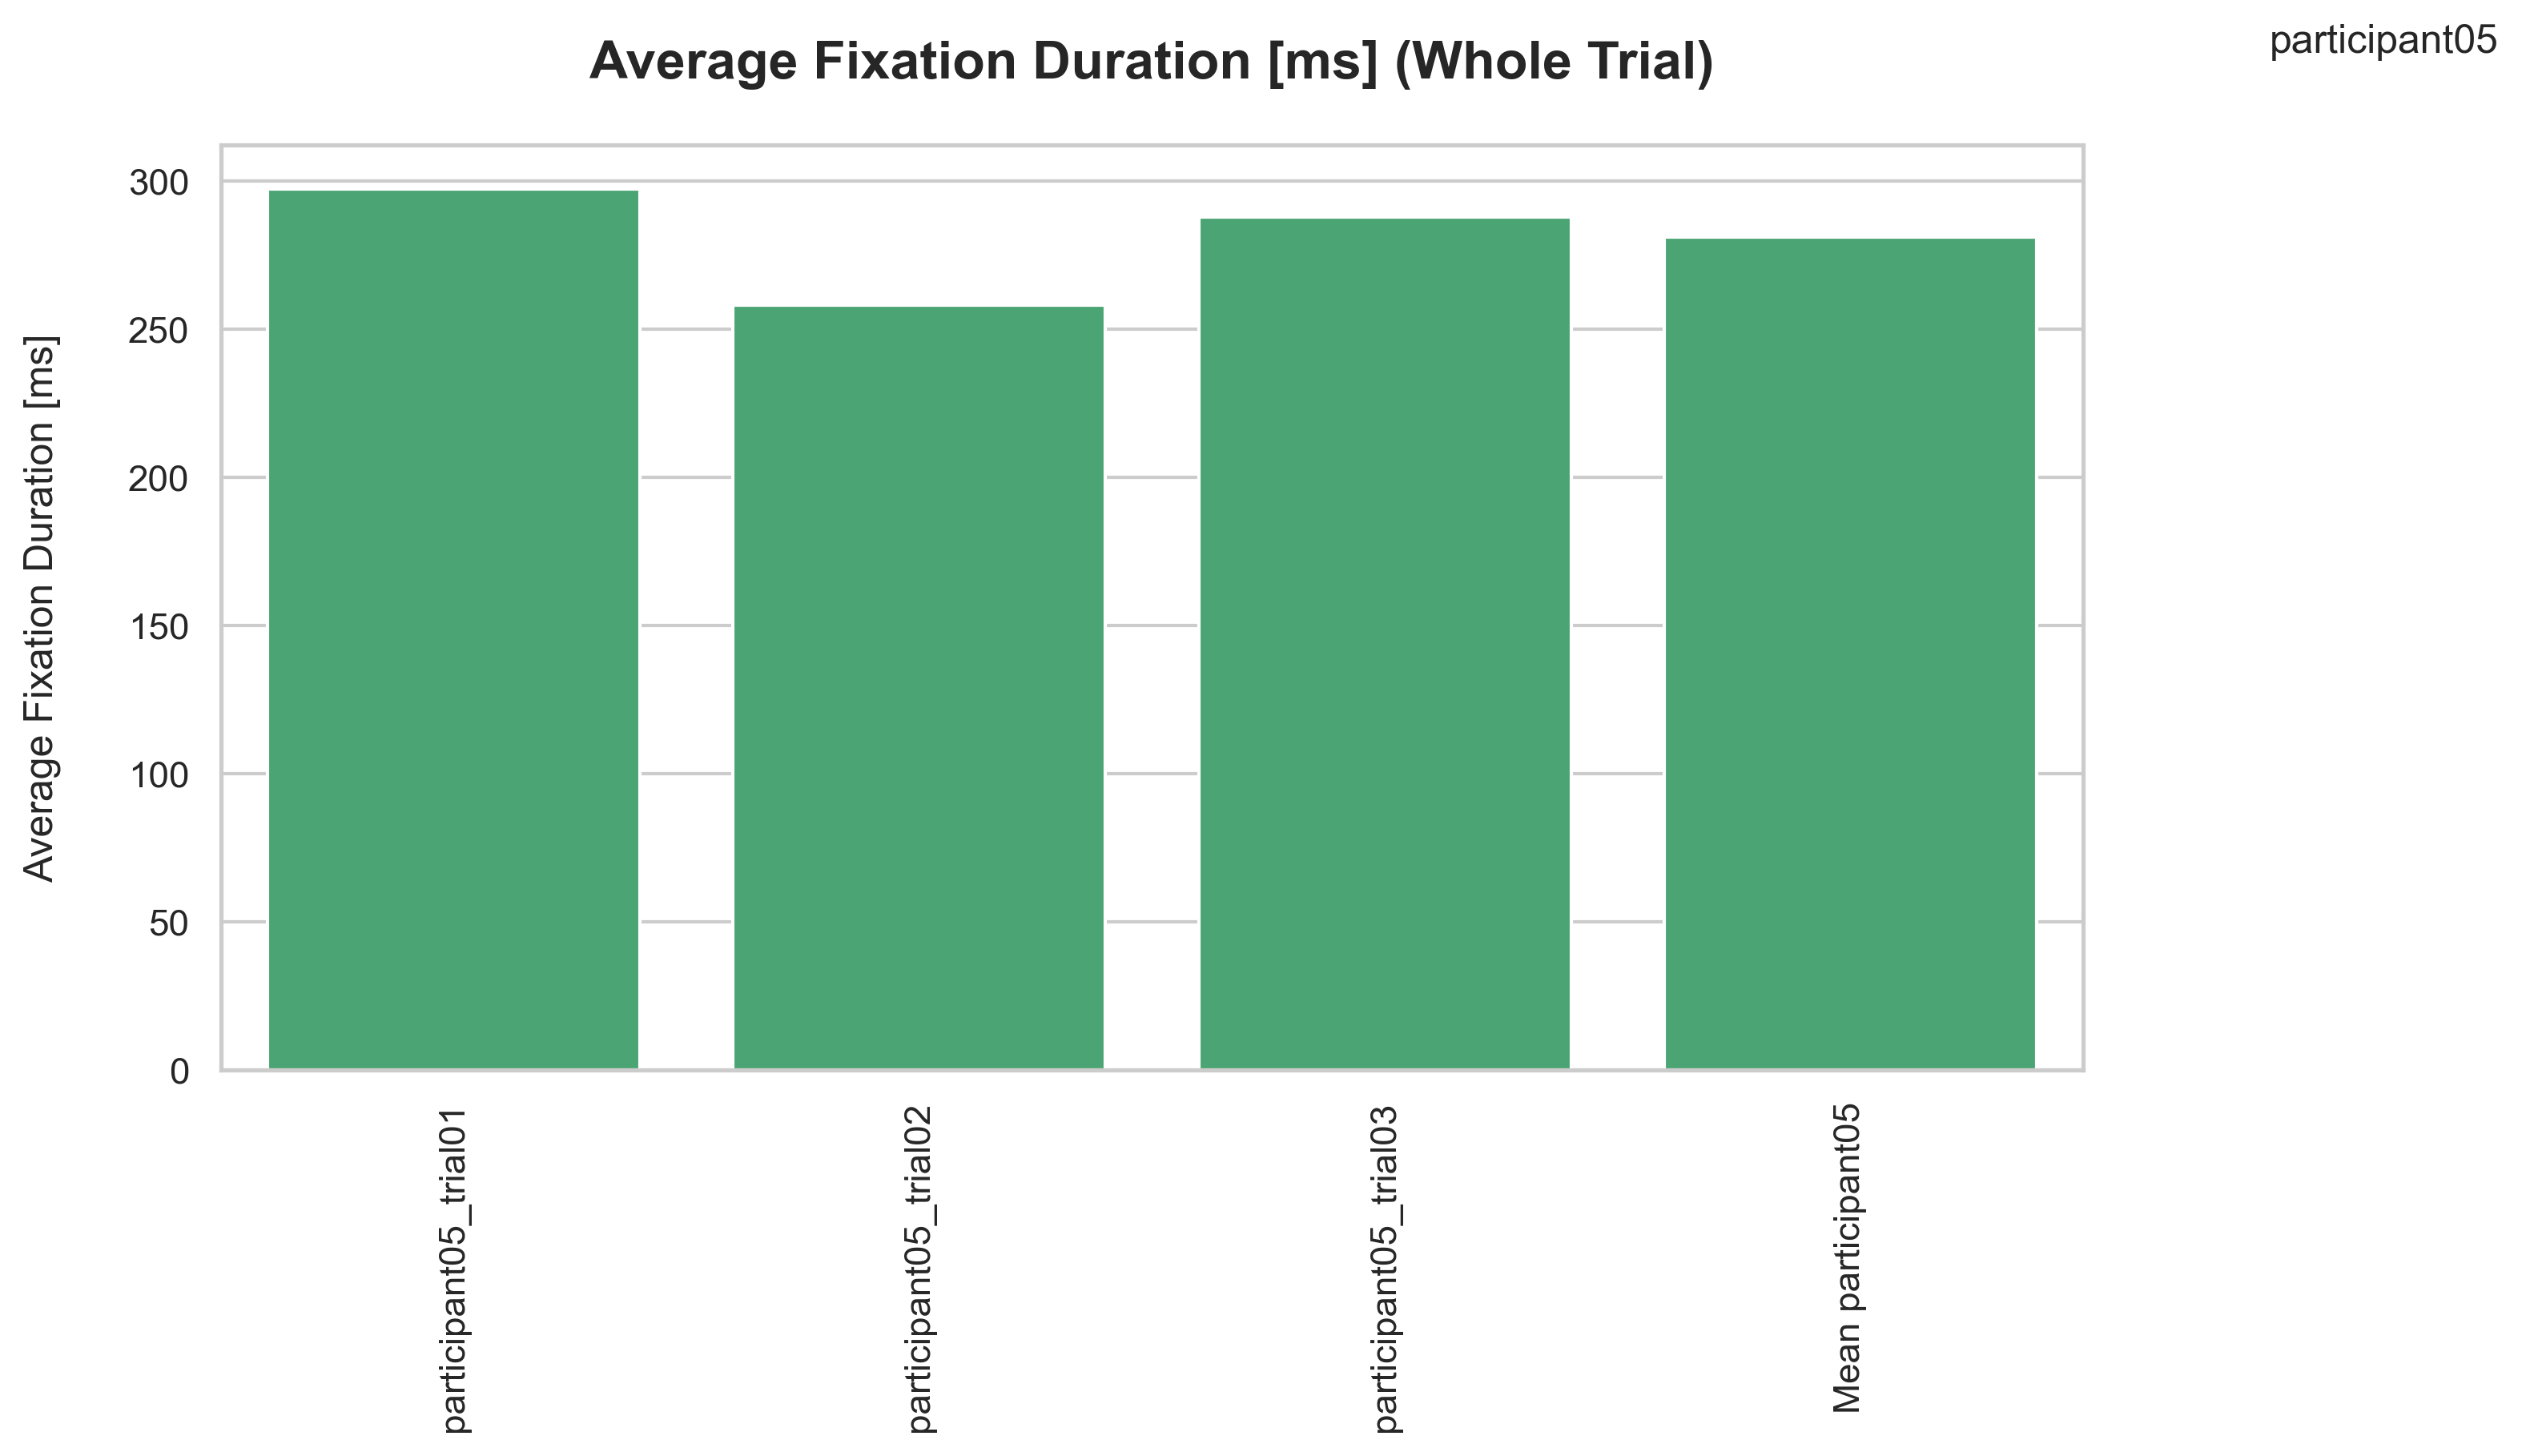 participant05
Average Fixation Duration [ms] (Whole Trial)
Average Fixation Duration [ms]
300
250
200
150
100
50
0
participant05_trial01
participant05_trial02
participant05_trial03
Mean participant05